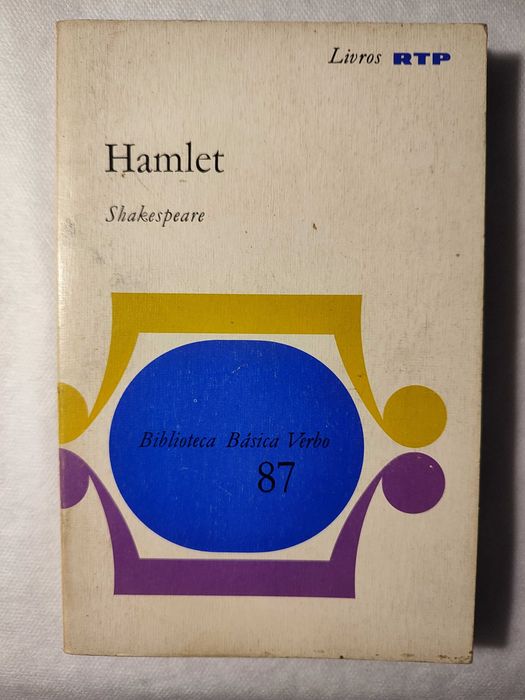 Livros RTP
Hamlet
Shakespeare
Biblioteca Básica Verbo
87